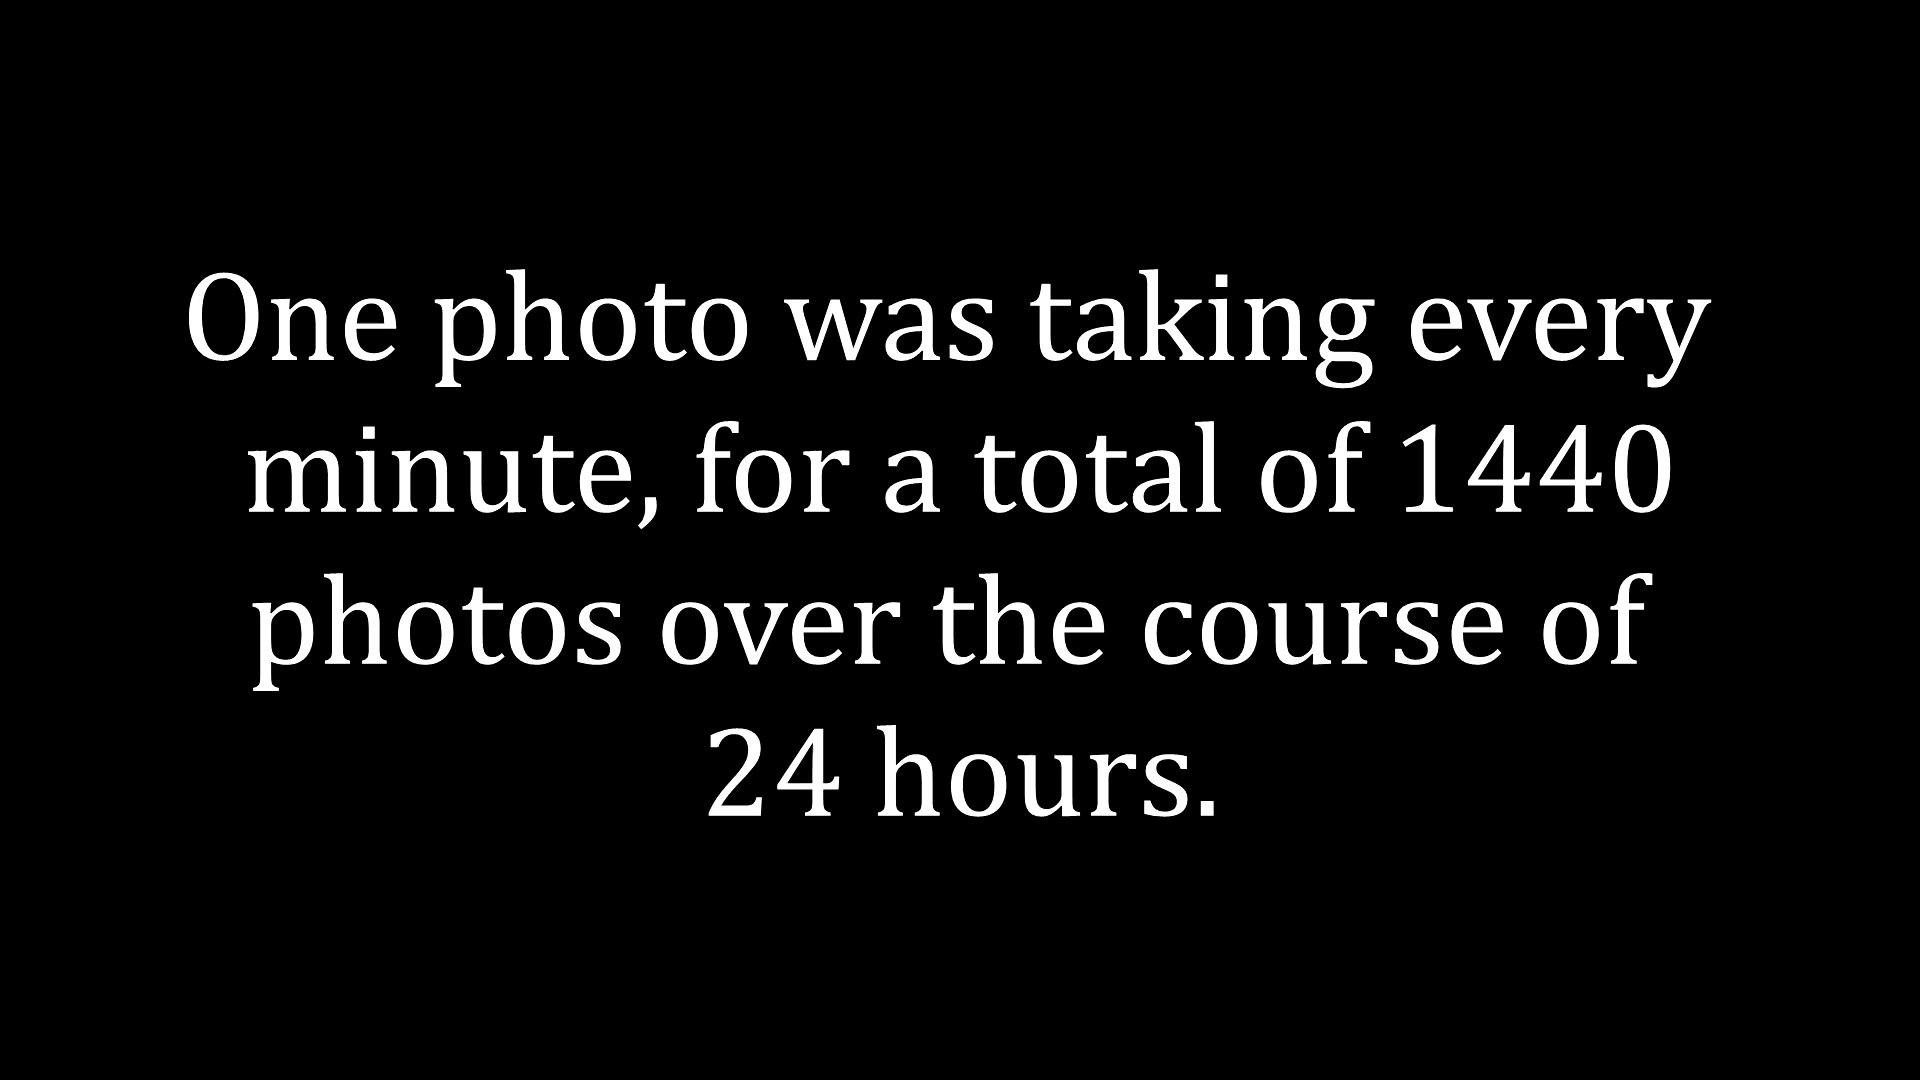 One photo was taking every
minute, for a total of 1440
photos over the course of
24 hours.